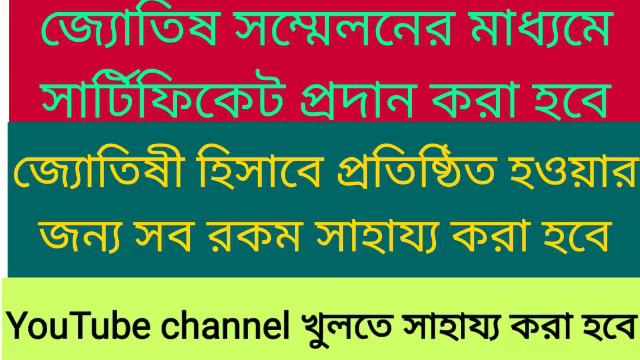 জ্যোতিষ সম্মেলনের মাধ্যমে
সার্টিফিকেট প্রদান করা হবে
জ্যোতিষী হিসাবে প্রতিষ্ঠিত হওয়ার
জন্য সব রকম সাহায্য করা হবে
YouTube channel খুলতে সাহায্য করা হবে